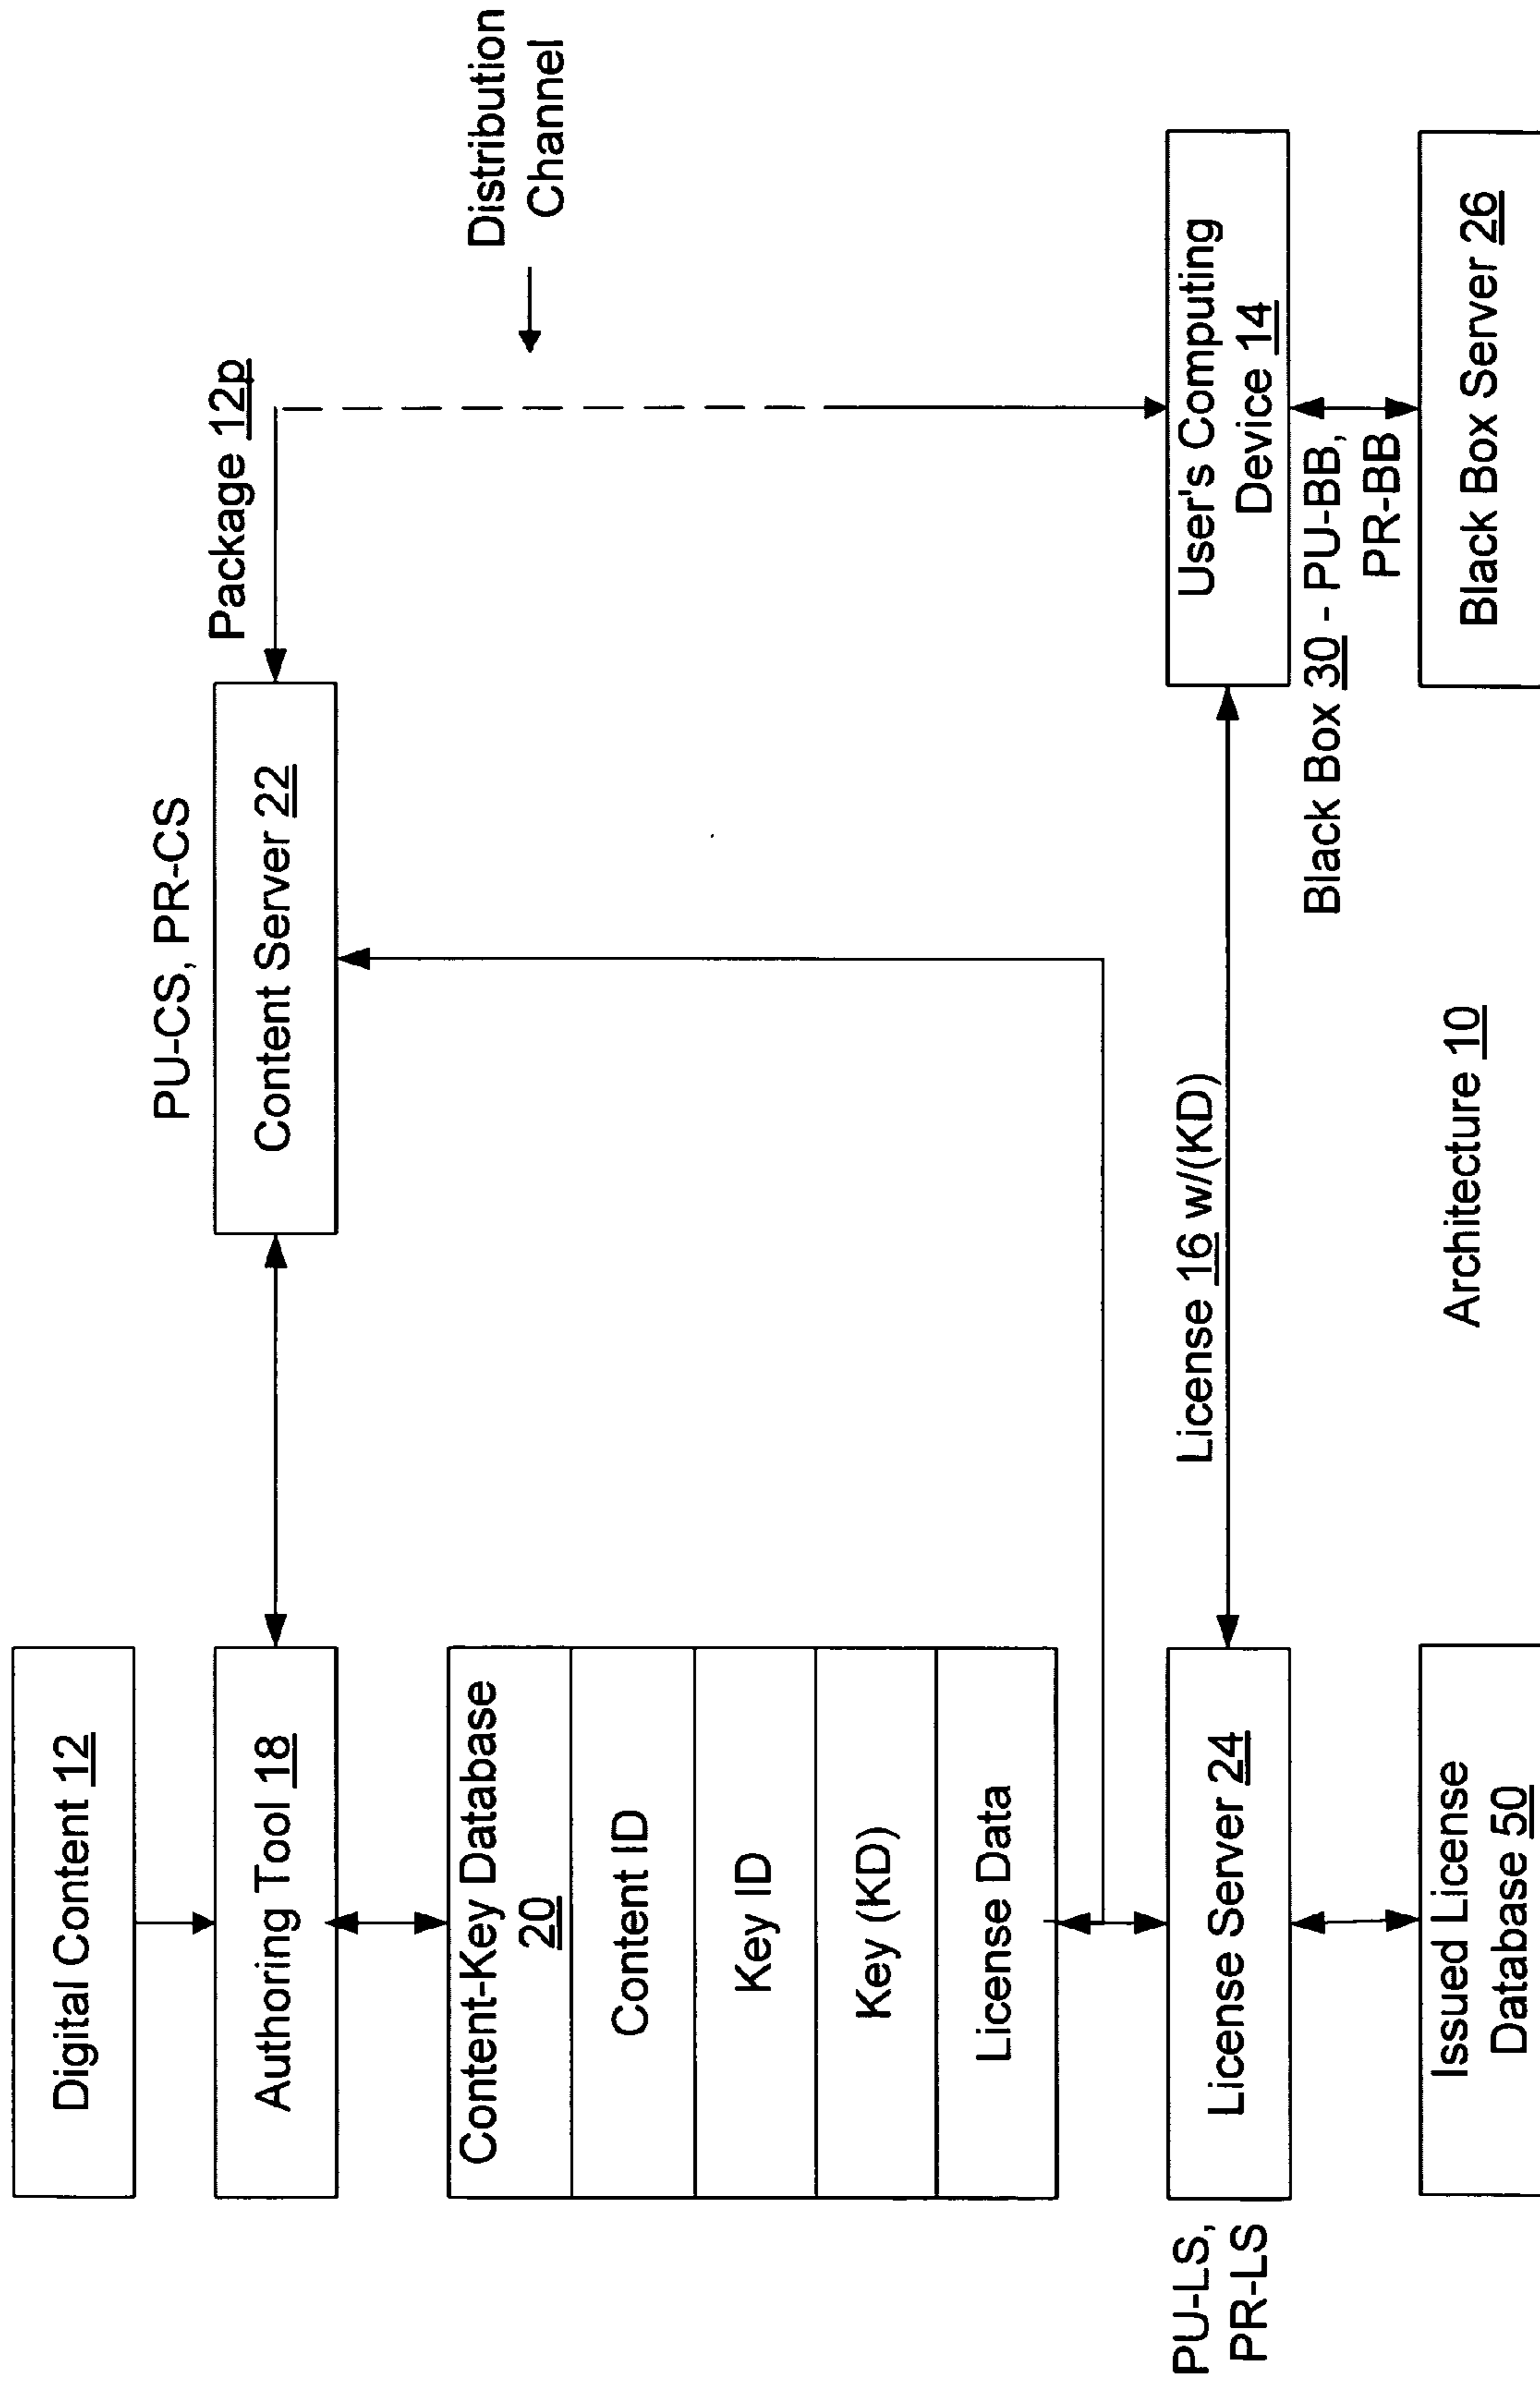 Digital Content 12
Authoring Tool 18
Content-Key Database
20
Content ID
Key ID
Key (KD)
License Data
PU-LS,
PR-LS
License Server 24
Issued License
Database 50
PU-CS, PR-CS
Content Server 22
Package 12p
Distribution
Channel
License 16 w/(KD)
User's Computing
Device 14
Black Box 30 - PU-BB,
PR-BB
Black Box Server 26
Architecture 10